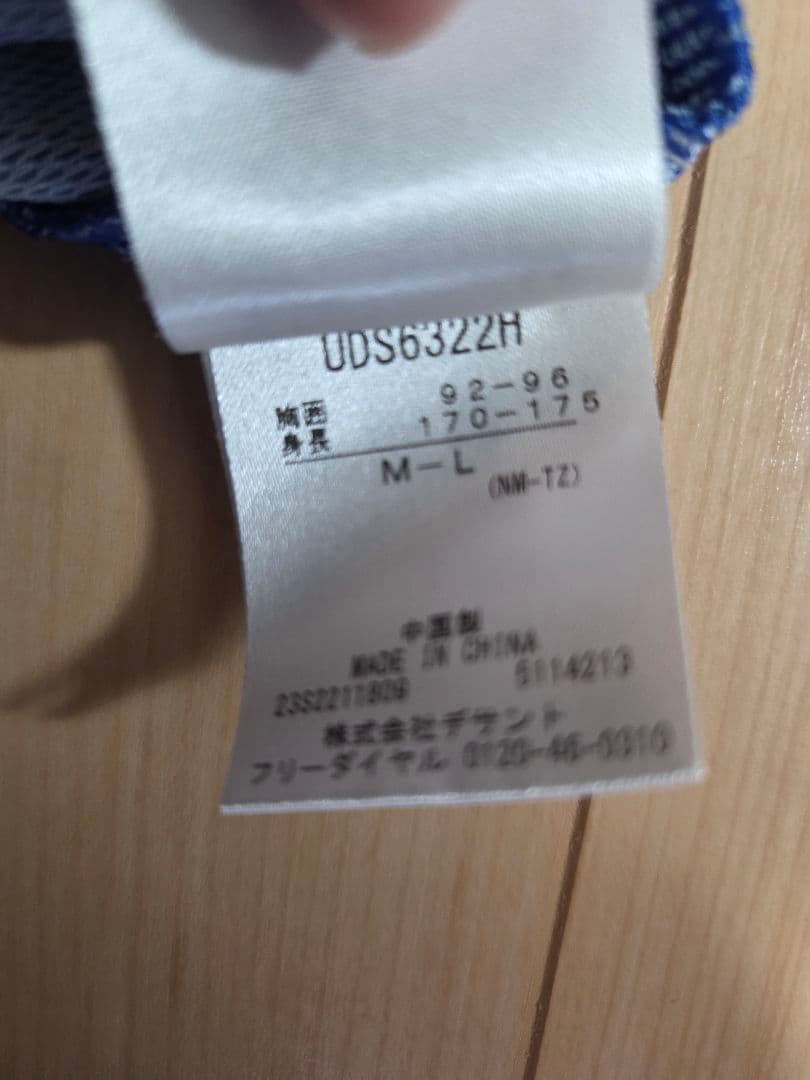 UDS6322H
胸囲 92-96
身長 170-175
M-L
(NM-TZ)
中国製
MADE IN CHINA
23S2211809 5114213
株式会社デサント
フリーダイヤル 0120-46-0310